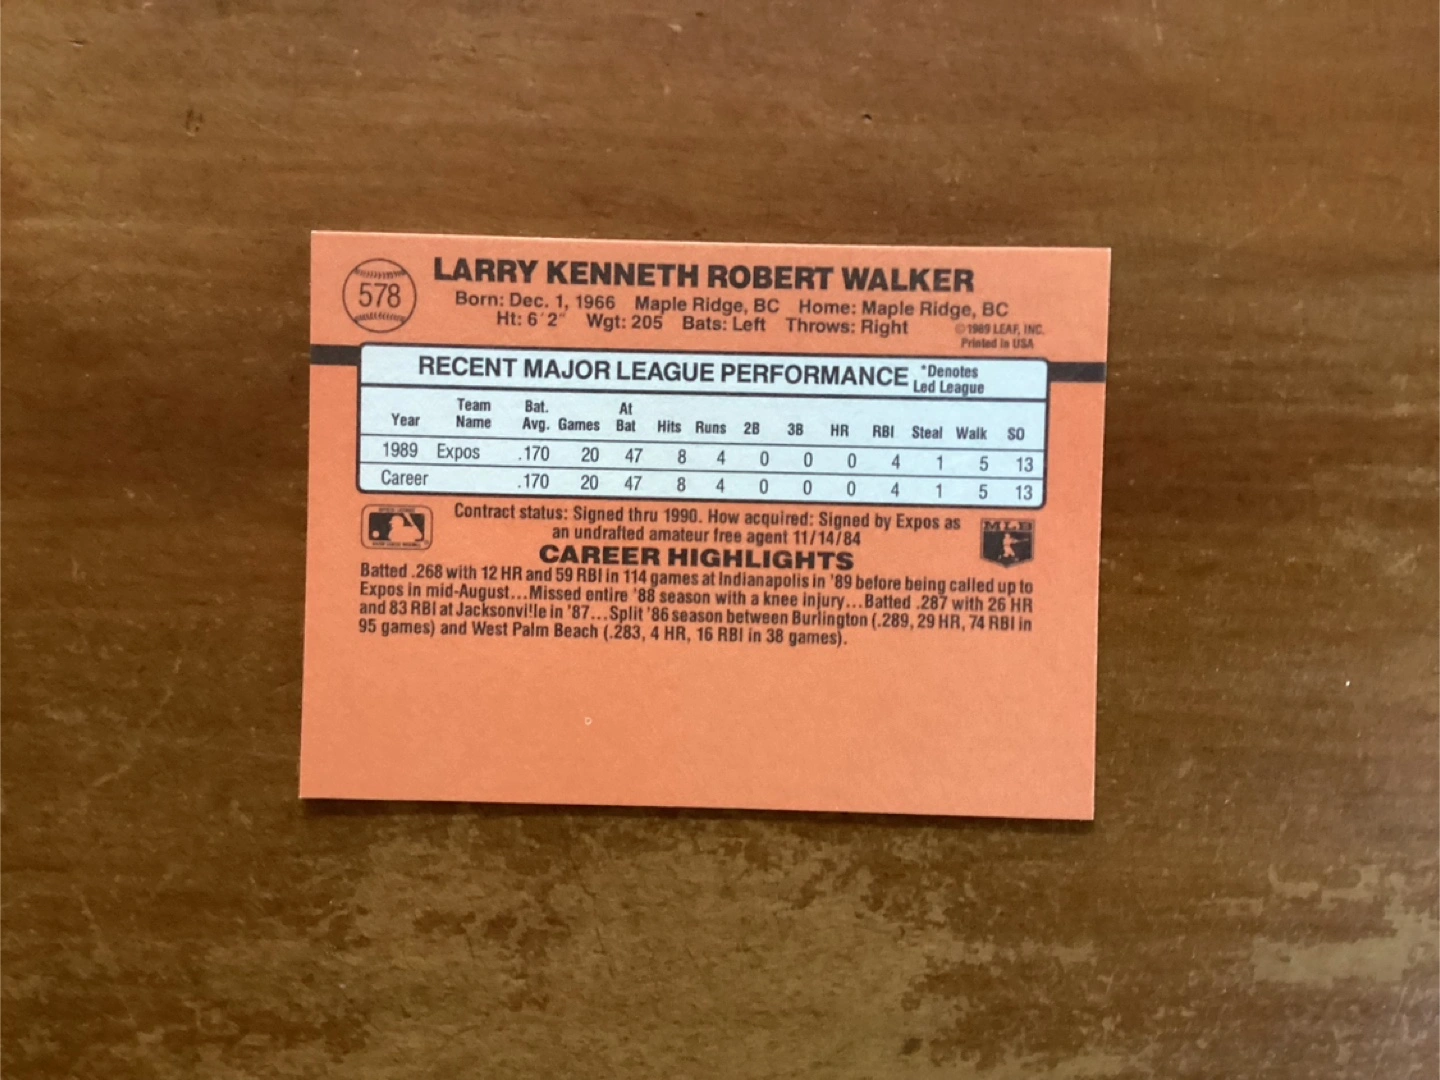 578
LARRY KENNETH ROBERT WALKER
Born: Dec. 1, 1966 Maple Ridge, BC Home: Maple Ridge, BC
Ht: 6'2" Wgt: 205 Bats: Left Throws: Right
©1989 LEAF, INC.
Printed in USA
RECENT MAJOR LEAGUE PERFORMANCE *Denotes Led League
Year Team Name Bat. Avg. Games At Bat Hits Runs 2B 3B HR RBI Steal Walk SO
1989 Expos .170 20 47 8 4 0 0 0 4 1 5 13
Career .170 20 47 8 4 0 0 0 4 1 5 13
Contract status: Signed thru 1990. How acquired: Signed by Expos as
an undrafted amateur free agent 11/14/84
MLB
CAREER HIGHLIGHTS
Batted .268 with 12 HR and 59 RBI in 114 games at Indianapolis in '89 before being called up to
Expos in mid-August...Missed entire '88 season with a knee injury...Batted .287 with 26 HR
and 83 RBI at Jacksonville in '87...Split '86 season between Burlington (.289, 29 HR, 74 RBI in
95 games) and West Palm Beach (.283, 4 HR, 16 RBI in 38 games).